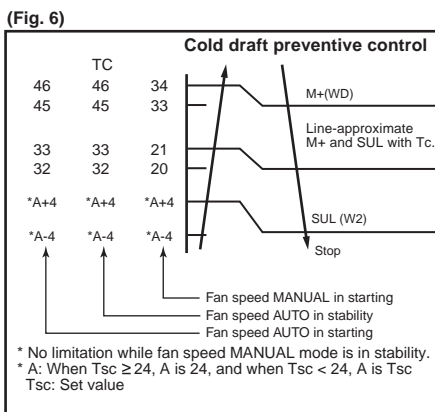 (Fig. 6)
Cold draft preventive control
TC
46 46 34
45 45 33
M+(WD)
Line-approximate
M+ and SUL with Tc.
33 33 21
32 32 20
*A+4 *A+4 *A+4
SUL (W2)
*A-4 *A-4 *A-4
Stop
Fan speed MANUAL in starting
Fan speed AUTO in stability
Fan speed AUTO in starting
* No limitation while fan speed MANUAL mode is in stability.
* A: When Tsc ≥ 24, A is 24, and when Tsc < 24, A is Tsc
Tsc: Set value